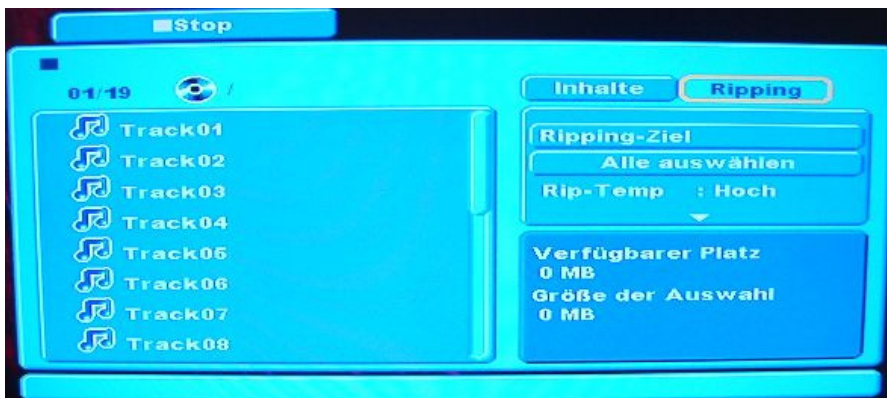 Stop
01/19 /
Inhalte Ripping
Track01
Track02
Track03
Track04
Track05
Track06
Track07
Track08
Ripping-Ziel
Alle auswählen
Rip-Temp : Hoch
Verfügbarer Platz
0 MB
Größe der Auswahl
0 MB